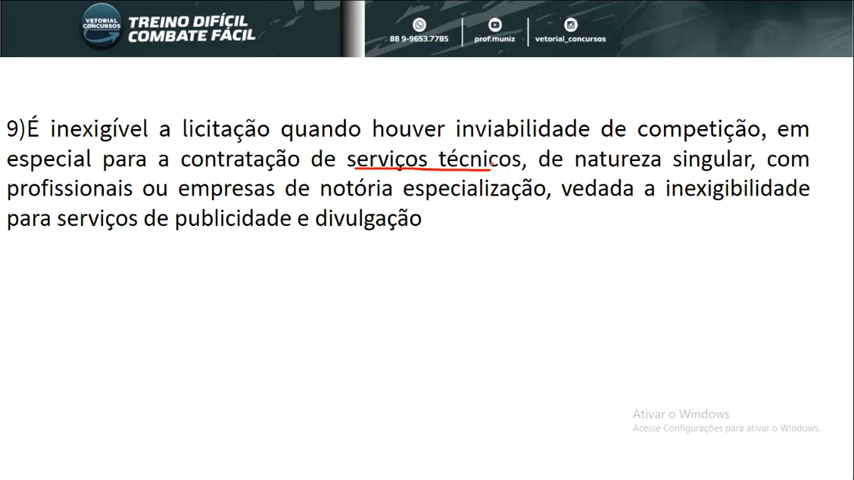 VETORIAL
CONCURSOS
TREINO DIFÍCIL
COMBATE FÁCIL
88 9-9653.7785
prof.muniz
vetorial_concursos
9)É inexigível a licitação quando houver inviabilidade de competição, em
especial para a contratação de serviços técnicos, de natureza singular, com
profissionais ou empresas de notória especialização, vedada a inexigibilidade
para serviços de publicidade e divulgação
Ativar o Windows
Acesse Configurações para ativar o Windows.